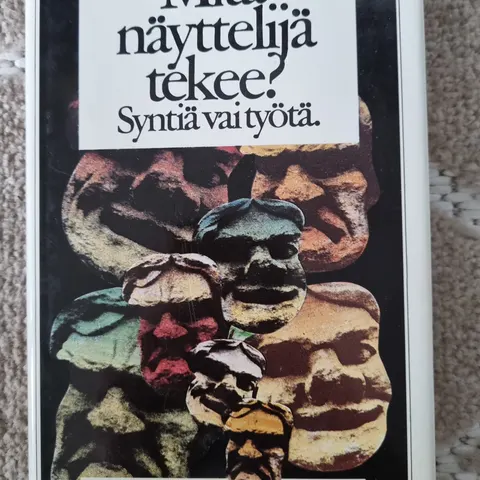 näyttelijä
tekee?
Syntiä vai työtä.